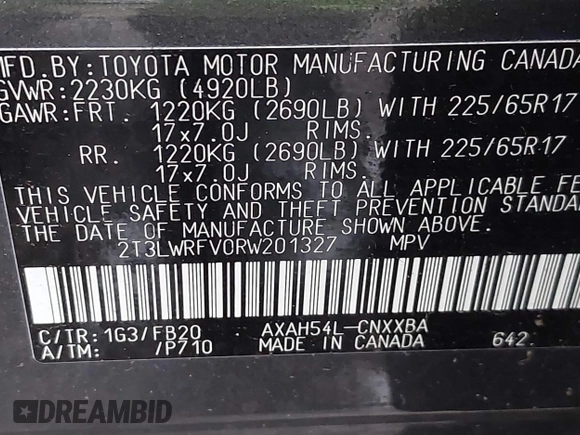 MFD.BY:TOYOTA MOTOR MANUFACTURING CANADA
GVWR:2230KG (4920LB)
GAWR:FRT. 1220KG (2690LB) WITH 225/65R17
17x7.0J RIMS.
RR. 1220KG (2690LB) WITH 225/65R17
17x7.0J RIMS.
THIS VEHICLE CONFORMS TO ALL APPLICABLE FE
VEHICLE SAFETY AND THEFT PREVENTION STANDA
THE DATE OF MANUFACTURE SHOWN ABOVE.
2T3LWRFV0RW201327 MPV
C/TR:1G3/FB20 AXAH54L-CNXXBA
A/TM: /P710 MADE IN CANADA 642
DREAMBID